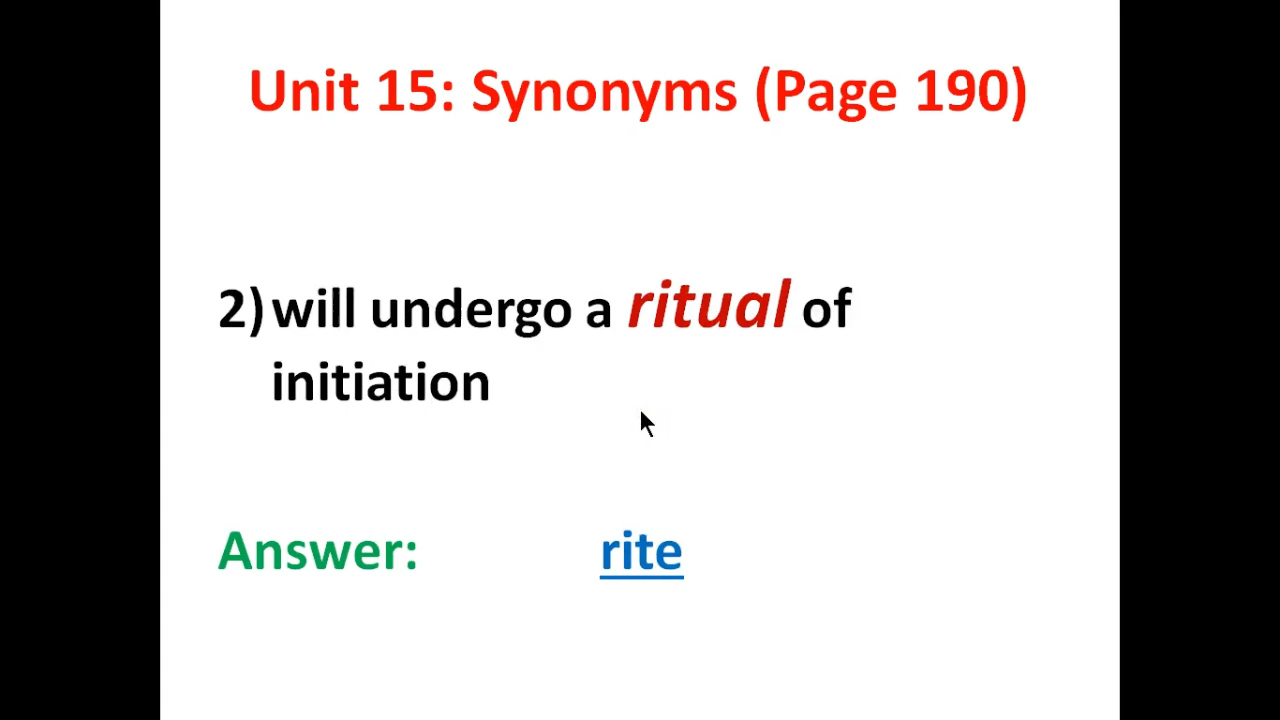 Unit 15: Synonyms (Page 190)
2) will undergo a ritual of
initiation
Answer: rite